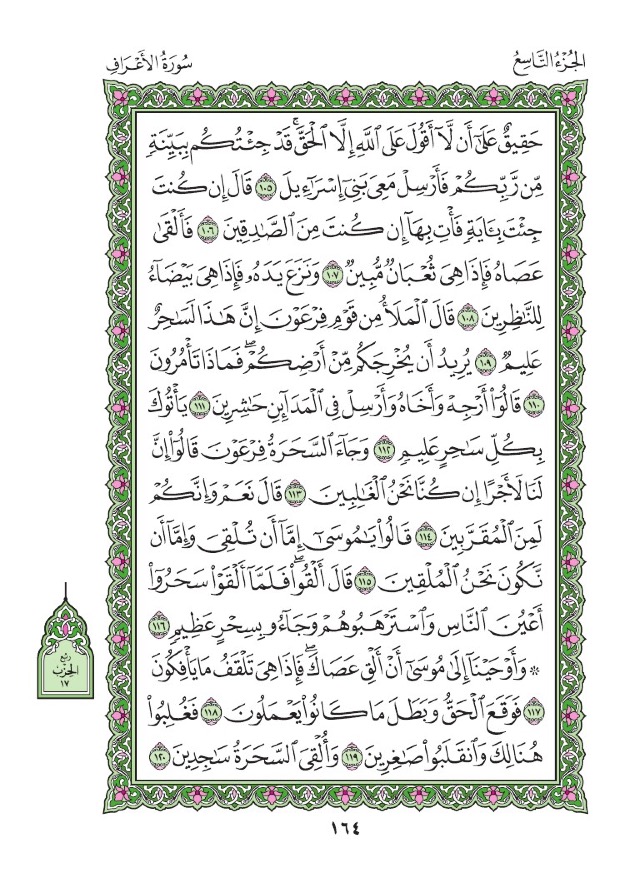 الجُزْءُ التَّاسِعُ
سُورَةُ الأَعْرَافِ
حَقِيقٌ عَلَىٰٓ أَن لَّآ أَقُولَ عَلَى ٱللَّهِ إِلَّا ٱلْحَقَّۚ قَدْ جِئْتُكُم بِبَيِّنَةٍ
مِّن رَّبِّكُمْ فَأَرْسِلْ مَعِىَ بَنِىٓ إِسْرَٰٓءِيلَ ١٠٥ قَالَ إِن كُنتَ
جِئْتَ بِـَٔايَةٍ فَأْتِ بِهَآ إِن كُنتَ مِنَ ٱلصَّٰدِقِينَ ١٠٦ فَأَلْقَىٰ
عَصَاهُ فَإِذَا هِىَ ثُعْبَانٌ مُّبِينٌ ١٠٧ وَنَزَعَ يَدَهُۥ فَإِذَا هِىَ بَيْضَآءُ
لِلنَّٰظِرِينَ ١٠٨ قَالَ ٱلْمَلَأُ مِن قَوْمِ فِرْعَوْنَ إِنَّ هَٰذَا لَسَٰحِرٌ
عَلِيمٌ ١٠٩ يُرِيدُ أَن يُخْرِجَكُم مِّنْ أَرْضِكُمْۖ فَمَاذَا تَأْمُرُونَ
١١٠ قَالُوٓا۟ أَرْجِهْ وَأَخَاهُ وَأَرْسِلْ فِى ٱلْمَدَآئِنِ حَٰشِرِينَ ١١١ يَأْتُوكَ
بِكُلِّ سَٰحِرٍ عَلِيمٍ ١١٢ وَجَآءَ ٱلسَّحَرَةُ فِرْعَوْنَ قَالُوٓا۟ إِنَّ
لَنَا لَأَجْرًا إِن كُنَّا نَحْنُ ٱلْغَٰلِبِينَ ١١٣ قَالَ نَعَمْ وَإِنَّكُمْ
لَمِنَ ٱلْمُقَرَّبِينَ ١١٤ قَالُوا۟ يَٰمُوسَىٰٓ إِمَّآ أَن تُلْقِىَ وَإِمَّآ أَن
نَّكُونَ نَحْنُ ٱلْمُلْقِينَ ١١٥ قَالَ أَلْقُوا۟ۖ فَلَمَّآ أَلْقَوْا۟ سَحَرُوٓا۟
أَعْيُنَ ٱلنَّاسِ وَٱسْتَرْهَبُوهُمْ وَجَآءُو بِسِحْرٍ عَظِيمٍ ١١٦
۞ وَأَوْحَيْنَآ إِلَىٰ مُوسَىٰٓ أَنْ أَلْقِ عَصَاكَۖ فَإِذَا هِىَ تَلْقَفُ مَا يَأْفِكُونَ
١١٧ فَوَقَعَ ٱلْحَقُّ وَبَطَلَ مَا كَانُوا۟ يَعْمَلُونَ ١١٨ فَغُلِبُوا۟
هُنَالِكَ وَٱنقَلَبُوا۟ صَٰغِرِينَ ١١٩ وَأُلْقِىَ ٱلسَّحَرَةُ سَٰجِدِينَ ١٢٠
ربع
الحزب
١٧
١٦٤